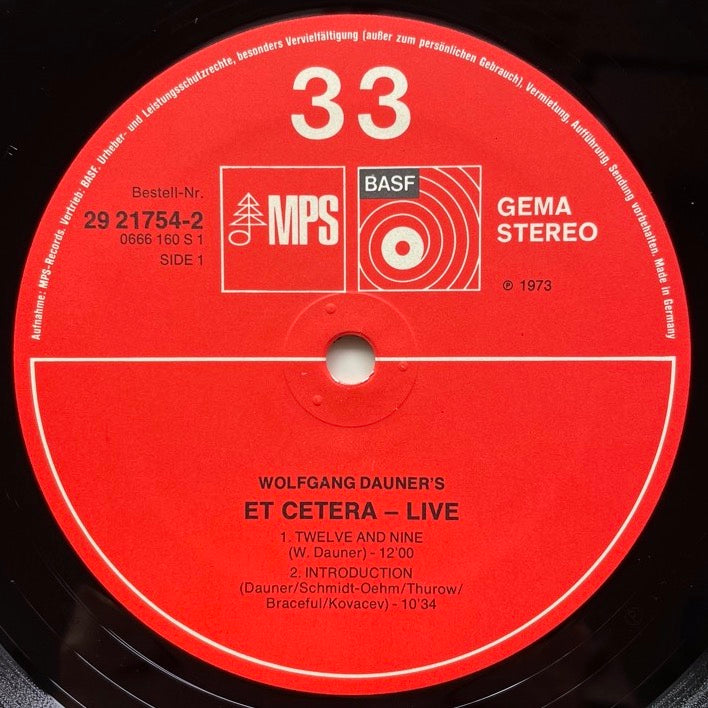 Aufnahme: MPS-Records. Vertrieb: BASF. Urheber- und Leistungsschutzrechte, besonders Vervielfältigung (außer zum persönlichen Gebrauch), Vermietung, Aufführung, Sendung vorbehalten. Made in Germany
33
Bestell-Nr.
29 21754-2
0666 160 S 1
SIDE 1
MPS
BASF
GEMA
STEREO
℗ 1973
WOLFGANG DAUNER'S
ET CETERA – LIVE
1. TWELVE AND NINE
(W. Dauner) - 12'00
2. INTRODUCTION
(Dauner/Schmidt-Oehm/Thurow/
Braceful/Kovacev) - 10'34